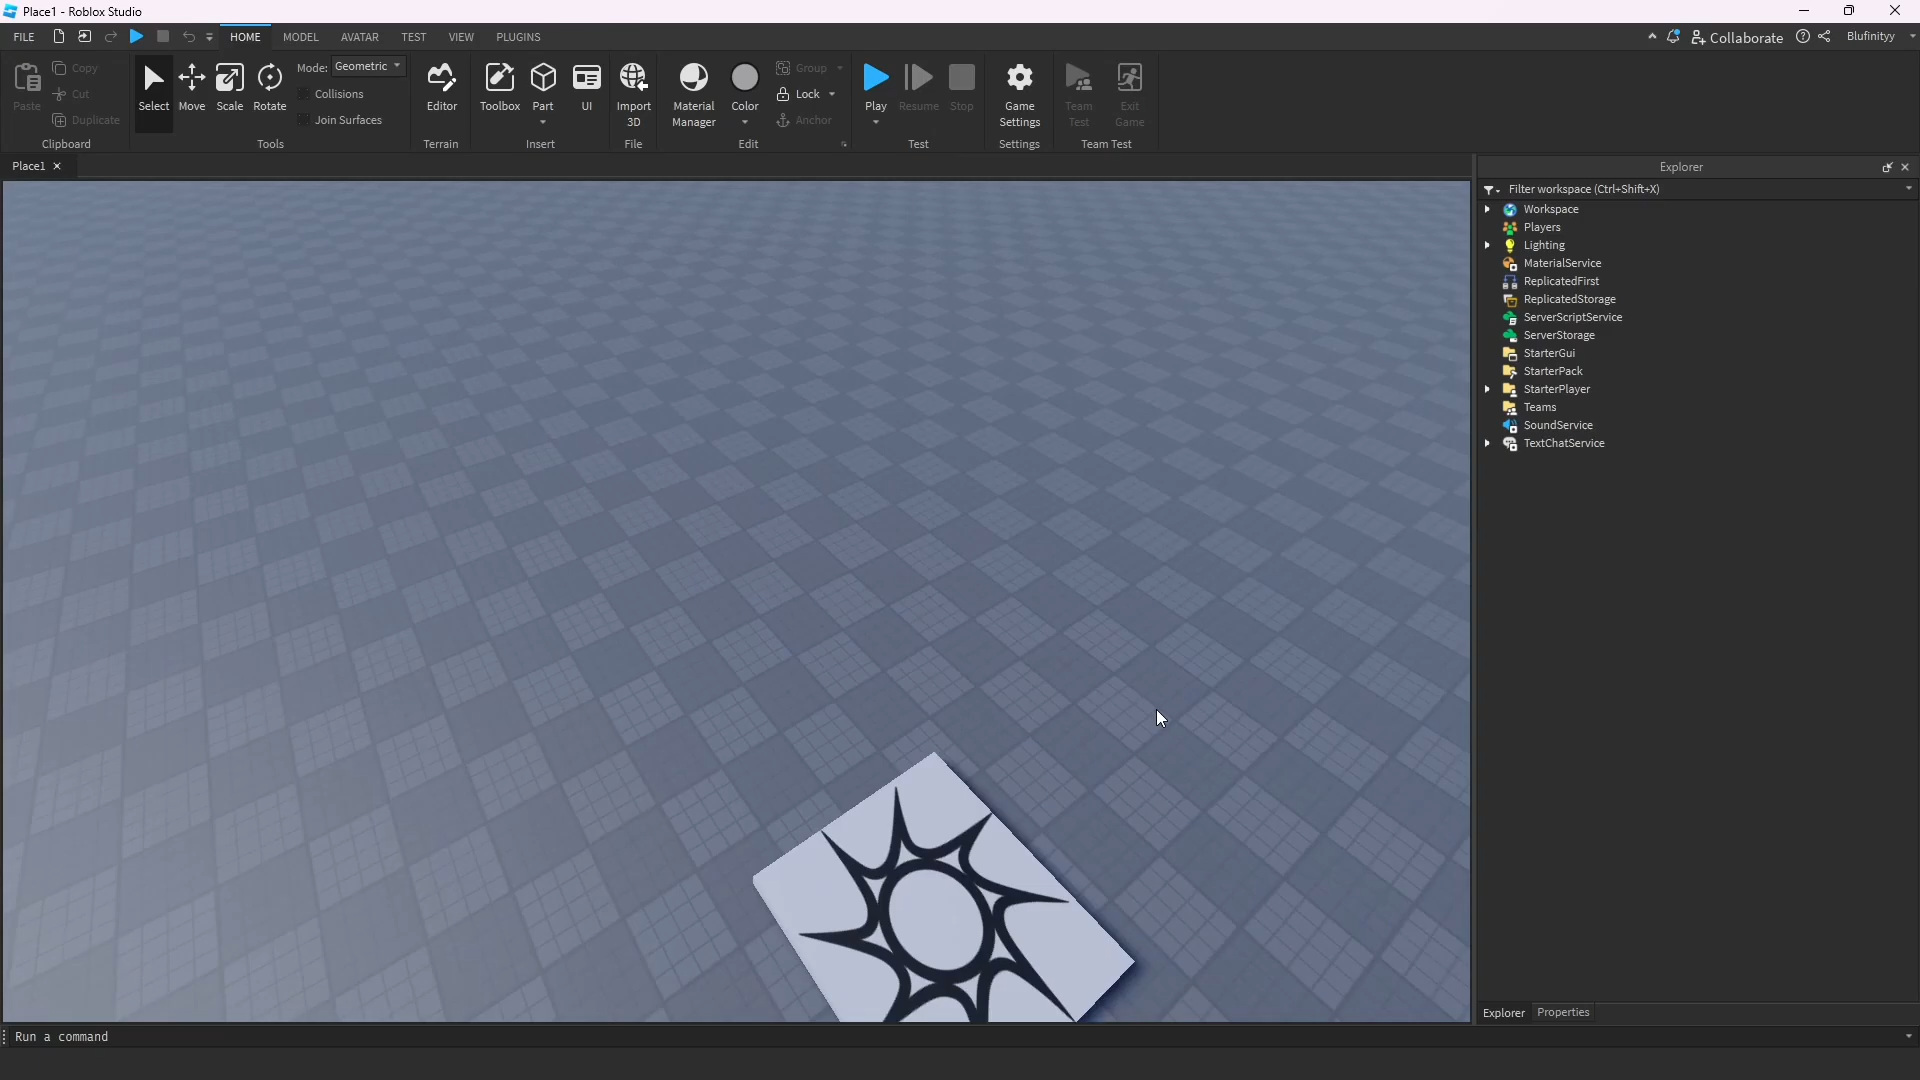 Place1 - Roblox Studio
FILE HOME MODEL AVATAR TEST VIEW PLUGINS Collaborate Blufinityy
Paste Copy Cut Duplicate Clipboard
Select Move Scale Rotate Mode: Geometric Collisions Join Surfaces Tools
Editor Terrain
Toolbox Part UI Insert
Import 3D File
Material Manager Color Group Lock Anchor Edit
Play Resume Stop Test
Game Settings Settings
Team Test Exit Game Team Test
Place1
Explorer
Filter workspace (Ctrl+Shift+X)
Workspace
Players
Lighting
MaterialService
ReplicatedFirst
ReplicatedStorage
ServerScriptService
ServerStorage
StarterGui
StarterPack
StarterPlayer
Teams
SoundService
TextChatService
Explorer Properties
Run a command